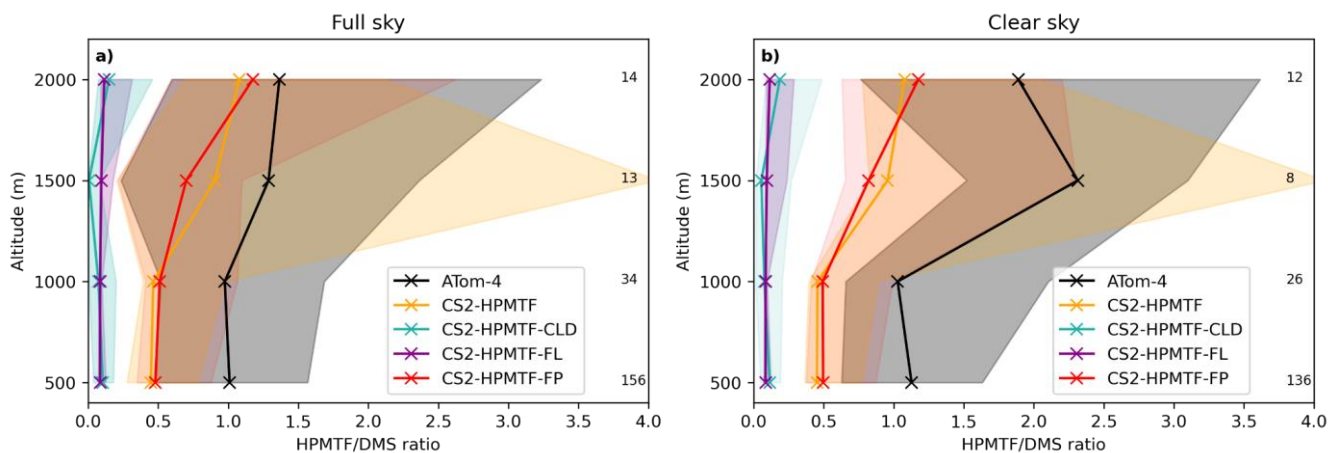 Full sky
a)
Altitude (m)
2000
1500
1000
500
14
13
34
156
ATom-4
CS2-HPMTF
CS2-HPMTF-CLD
CS2-HPMTF-FL
CS2-HPMTF-FP
0.0 0.5 1.0 1.5 2.0 2.5 3.0 3.5 4.0
HPMTF/DMS ratio
Clear sky
b)
Altitude (m)
2000
1500
1000
500
12
8
26
136
ATom-4
CS2-HPMTF
CS2-HPMTF-CLD
CS2-HPMTF-FL
CS2-HPMTF-FP
0.0 0.5 1.0 1.5 2.0 2.5 3.0 3.5 4.0
HPMTF/DMS ratio